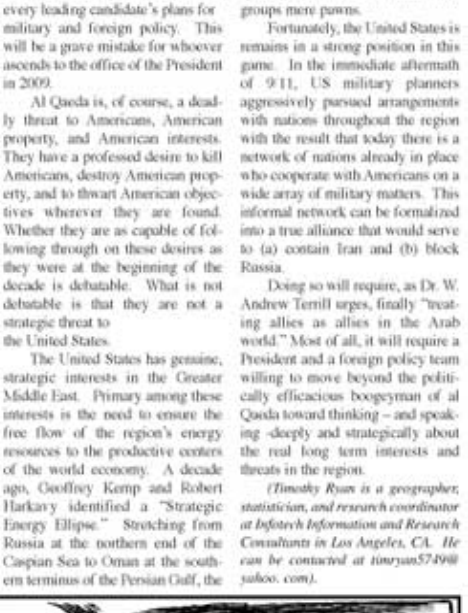 every leading candidate's plans for
military and foreign policy. This
will be a grave mistake for whoever
ascends to the office of the President
in 2009.
Al Qaeda is, of course, a dead-
ly threat to Americans, American
property, and American interests.
They have a professed desire to kill
Americans, destroy American prop-
erty, and to thwart American objec-
tives wherever they are found.
Whether they are as capable of fol-
lowing through on these desires as
they were at the beginning of the
decade is debatable. What is not
debatable is that they are not a
strategic threat to
the United States.
The United States has genuine,
strategic interests in the Greater
Middle East. Primary among these
interests is the need to ensure the
free flow of the region's energy
resources to the productive centers
of the world economy. A decade
ago, Geoffrey Kemp and Robert
Harkavy identified a "Strategic
Energy Ellipse." Stretching from
Russia at the northern end of the
Caspian Sea to Oman at the south-
ern terminus of the Persian Gulf, the
groups mere pawns.
Fortunately, the United States is
remains in a strong position in this
game. In the immediate aftermath
of 9/11, US military planners
aggressively pursued arrangements
with nations throughout the region
with the result that today there is a
network of nations already in place
who cooperate with Americans on a
wide array of military matters. This
informal network can be formalized
into a true alliance that would serve
to (a) contain Iran and (b) block
Russia.
Doing so will require, as Dr. W.
Andrew Terrill urges, finally "treat-
ing allies as allies in the Arab
world." Most of all, it will require a
President and a foreign policy team
willing to move beyond the politi-
cally efficacious boogeyman of al
Qaeda toward thinking – and speak-
ing -deeply and strategically about
the real long term interests and
threats in the region.
(Timothy Ryan is a geographer,
statistician, and research coordinator
at Infotech Information and Research
Consultants in Los Angeles, CA. He
can be contacted at timryan5749@
yahoo. com).